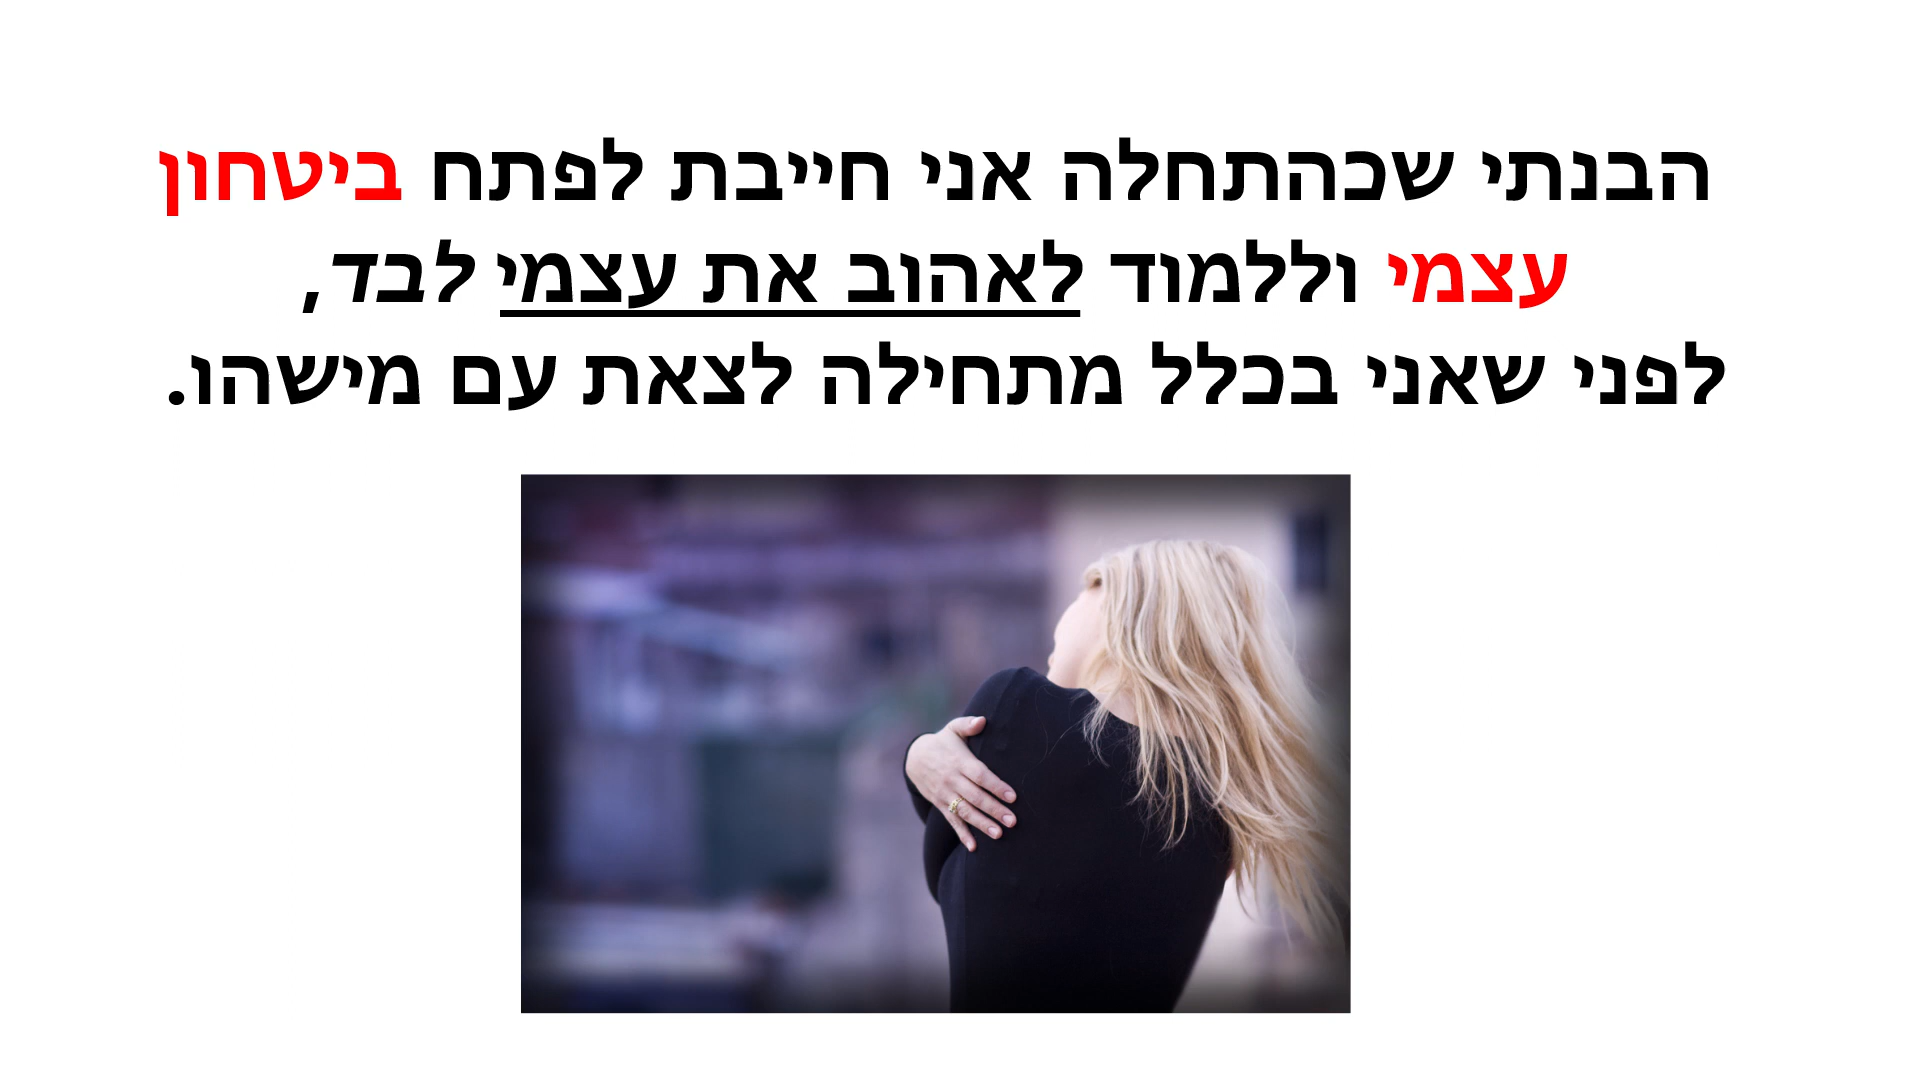 הבנתי שכהתחלה אני חייבת לפתח ביטחון
עצמי וללמוד לאהוב את עצמי לבד,
לפני שאני בכלל מתחילה לצאת עם מישהו.